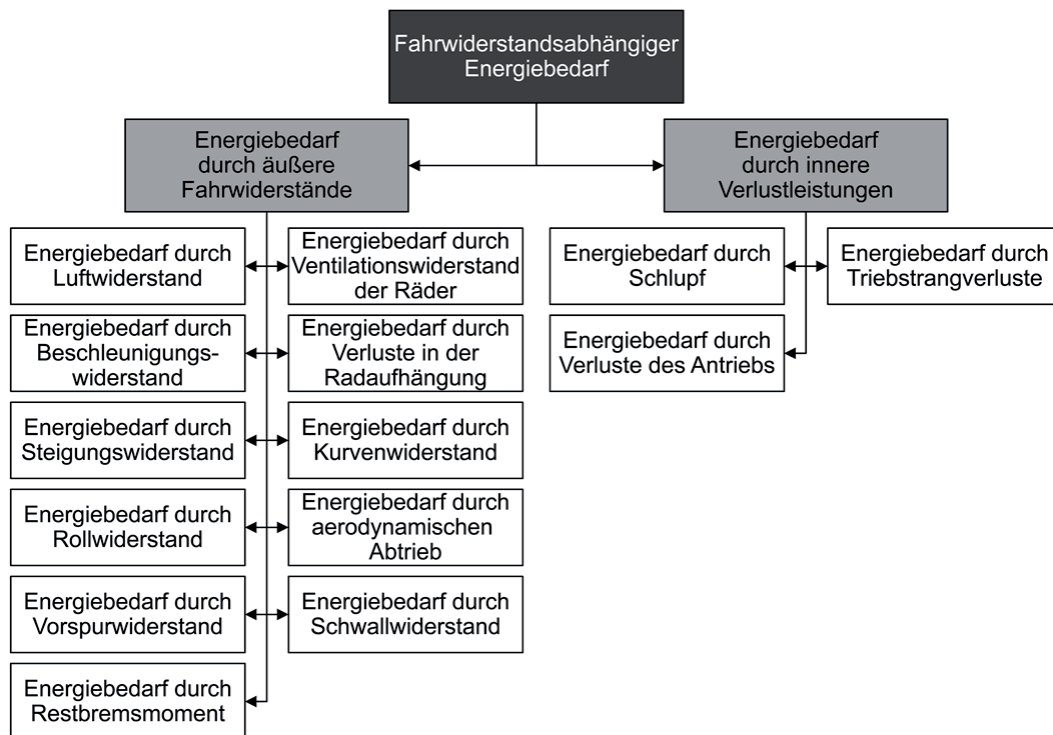 Fahrwiderstandsabhängiger
Energiebedarf
Energiebedarf
durch äußere
Fahrwiderstände
Energiebedarf
durch innere
Verlustleistungen
Energiebedarf durch
Luftwiderstand
Energiebedarf durch
Ventilationswiderstand
der Räder
Energiebedarf durch
Beschleunigungs-
widerstand
Energiebedarf durch
Verluste in der
Radaufhängung
Energiebedarf durch
Steigungswiderstand
Energiebedarf durch
Kurvenwiderstand
Energiebedarf durch
Rollwiderstand
Energiebedarf durch
aerodynamischen
Abtrieb
Energiebedarf durch
Vorspurwiderstand
Energiebedarf durch
Schwallwiderstand
Energiebedarf durch
Restbremsmoment
Energiebedarf durch
Schlupf
Energiebedarf durch
Triebstrangverluste
Energiebedarf durch
Verluste des Antriebs